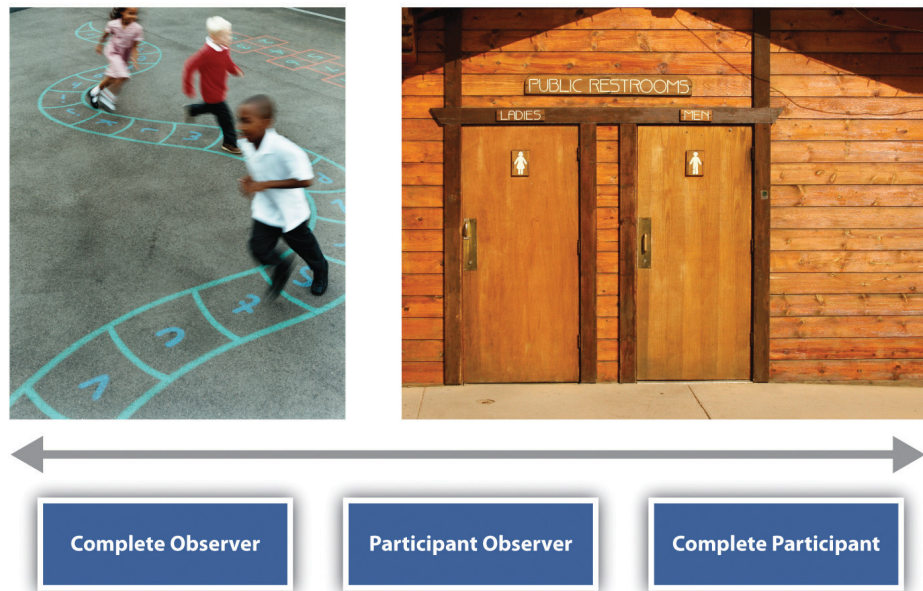 PUBLIC RESTROOMS
LADIES
MEN
S
t
U
V
Complete Observer
Participant Observer
Complete Participant